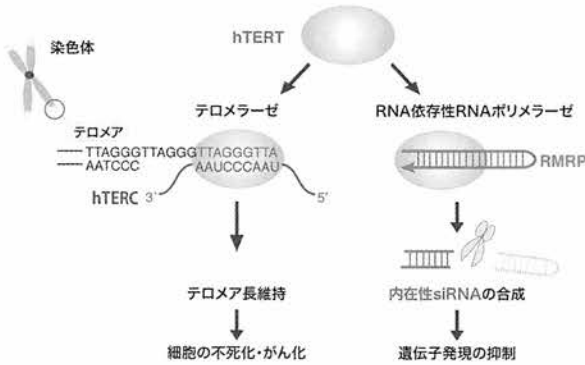 hTERT
染色体
テロメラーゼ
RNA依存性RNAポリメラーゼ
テロメア
TTAGGGTTAGGGTTAGGGTTA
AATCCC
AAUCCCAAU
RMRP
hTERC 3’
5’
テロメア長維持
内在性siRNAの合成
細胞の不死化・がん化
遺伝子発現の抑制